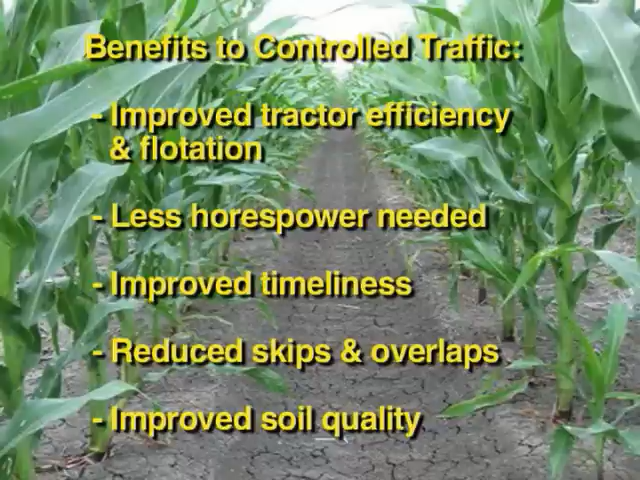 Benefits to Controlled Traffic:
- Improved tractor efficiency
& flotation
- Less horespower needed
- Improved timeliness
- Reduced skips & overlaps
- Improved soil quality